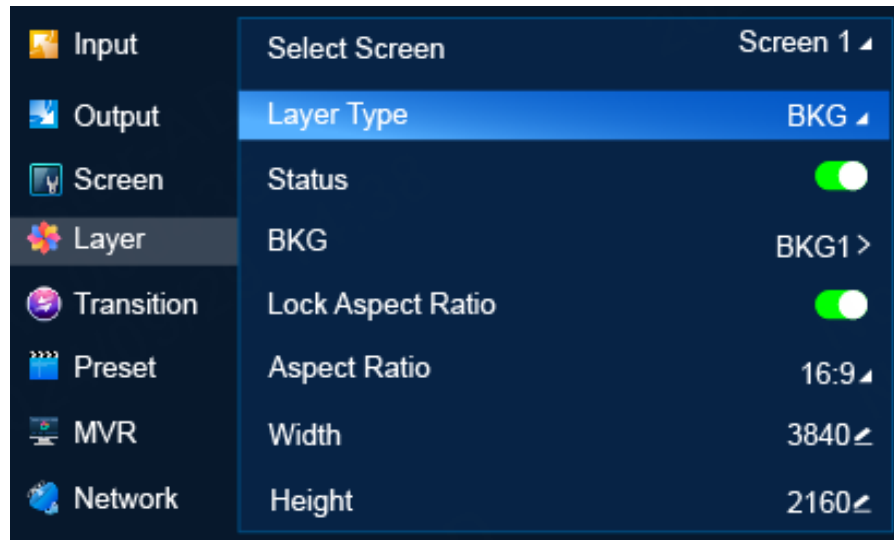 Input
Output
Screen
Layer
Transition
Preset
MVR
Network
Select Screen Screen 1
Layer Type BKG
Status
BKG BKG1 >
Lock Aspect Ratio
Aspect Ratio 16:9
Width 3840
Height 2160